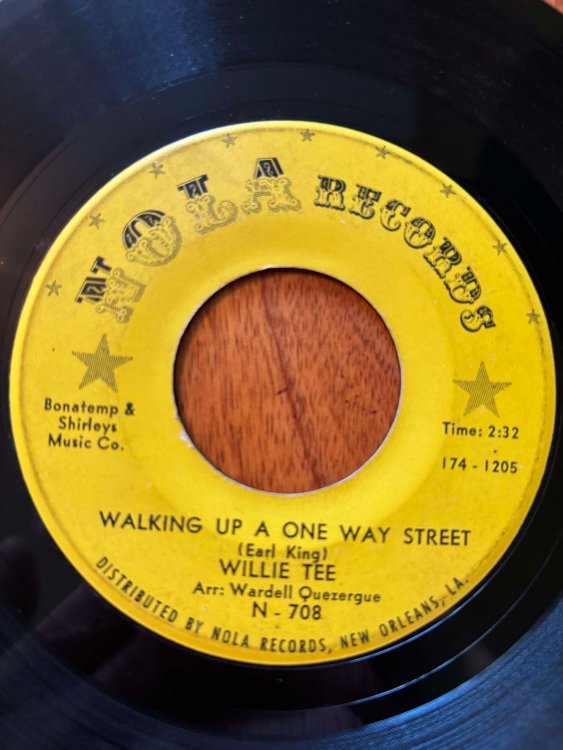 NOLA RECORDS
Bonatemp &
Shirleys
Music Co.
Time: 2:32
174 - 1205
WALKING UP A ONE WAY STREET
(Earl King)
WILLIE TEE
Arr: Wardell Quezergue
N - 708
DISTRIBUTED BY NOLA RECORDS, NEW ORLEANS, LA.